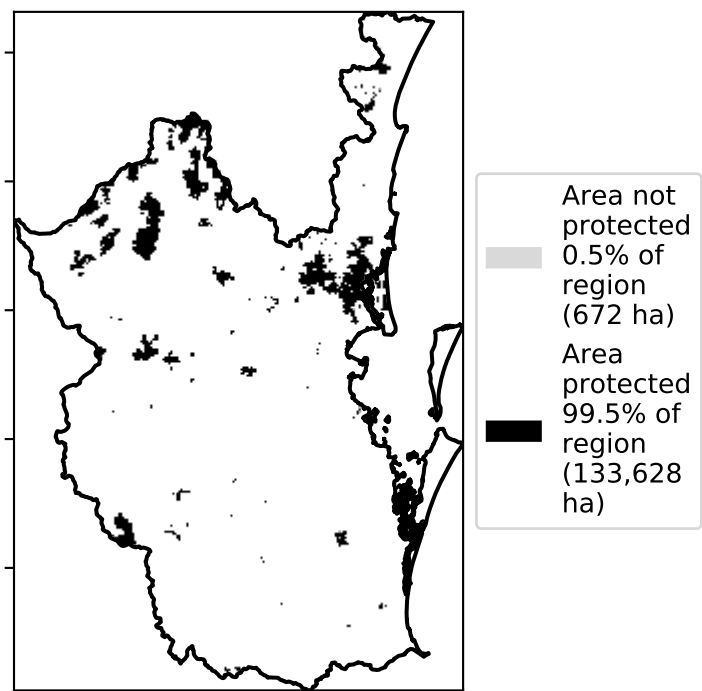 Area not
protected
0.5% of
region
(672 ha)
Area
protected
99.5% of
region
(133,628
ha)